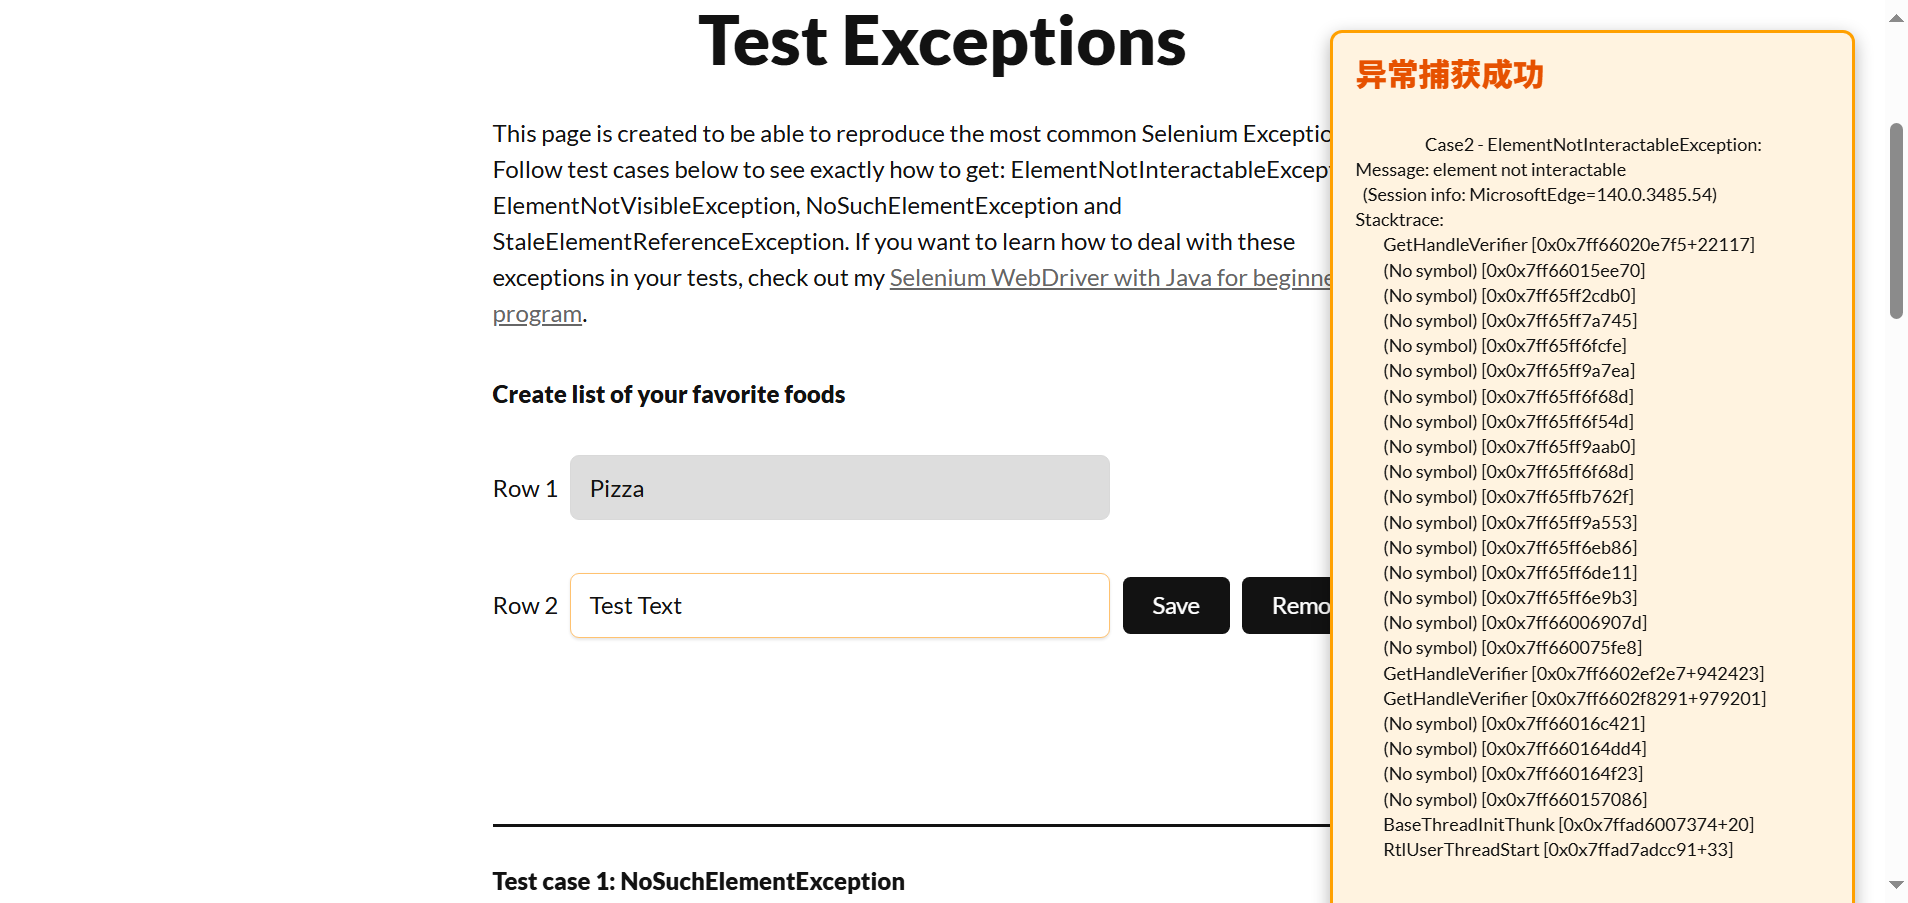 Test Exceptions
This page is created to be able to reproduce the most common Selenium Exceptio
Follow test cases below to see exactly how to get: ElementNotInteractableExcep
ElementNotVisibleException, NoSuchElementException and
StaleElementReferenceException. If you want to learn how to deal with these
exceptions in your tests, check out my Selenium WebDriver with Java for beginne
program.
Create list of your favorite foods
Row 1 Pizza
Row 2 Test Text Save Remo
Test case 1: NoSuchElementException
异常捕获成功
Case2 - ElementNotInteractableException:
Message: element not interactable
(Session info: MicrosoftEdge=140.0.3485.54)
Stacktrace:
GetHandleVerifier [0x0x7ff66020e7f5+22117]
(No symbol) [0x0x7ff66015ee70]
(No symbol) [0x0x7ff65ff2cdb0]
(No symbol) [0x0x7ff65ff7a745]
(No symbol) [0x0x7ff65ff6fcfe]
(No symbol) [0x0x7ff65ff9a7ea]
(No symbol) [0x0x7ff65ff6f68d]
(No symbol) [0x0x7ff65ff6f54d]
(No symbol) [0x0x7ff65ff9aab0]
(No symbol) [0x0x7ff65ff6f68d]
(No symbol) [0x0x7ff65ffb762f]
(No symbol) [0x0x7ff65ff9a553]
(No symbol) [0x0x7ff65ff6eb86]
(No symbol) [0x0x7ff65ff6de11]
(No symbol) [0x0x7ff65ff6e9b3]
(No symbol) [0x0x7ff66006907d]
(No symbol) [0x0x7ff660075fe8]
GetHandleVerifier [0x0x7ff6602ef2e7+942423]
GetHandleVerifier [0x0x7ff6602f8291+979201]
(No symbol) [0x0x7ff66016c421]
(No symbol) [0x0x7ff660164dd4]
(No symbol) [0x0x7ff660164f23]
(No symbol) [0x0x7ff660157086]
BaseThreadInitThunk [0x0x7ffad6007374+20]
RtlUserThreadStart [0x0x7ffad7adcc91+33]